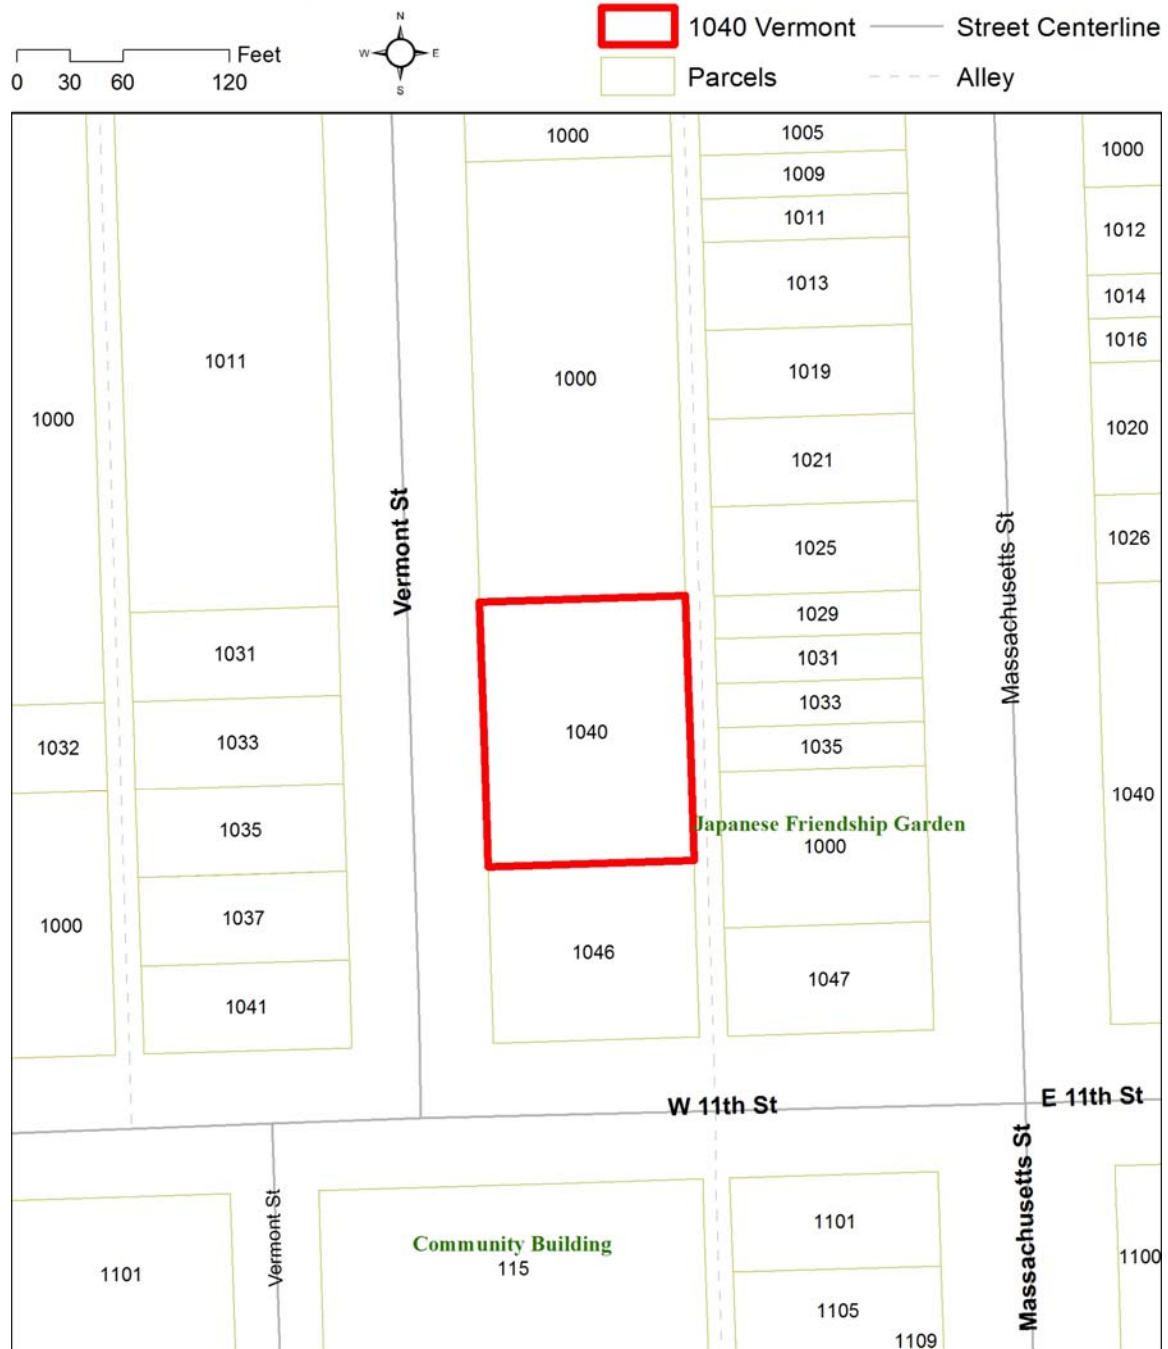 N
W E
S
Feet
0 30 60 120
1040 Vermont
Street Centerline
Parcels
Alley
1000
1005
1009
1011
1013
1019
1021
1025
1029
1031
1033
1035
Japanese Friendship Garden
1000
1047
1000
1012
1014
1016
1020
1026
1040
1011
1000
1000
1031
1033
1035
1037
1041
1032
1000
1040
1046
Vermont St
Massachusetts St
W 11th St
E 11th St
Vermont St
Massachusetts St
1101
Community Building
115
1101
1105
1109
1100